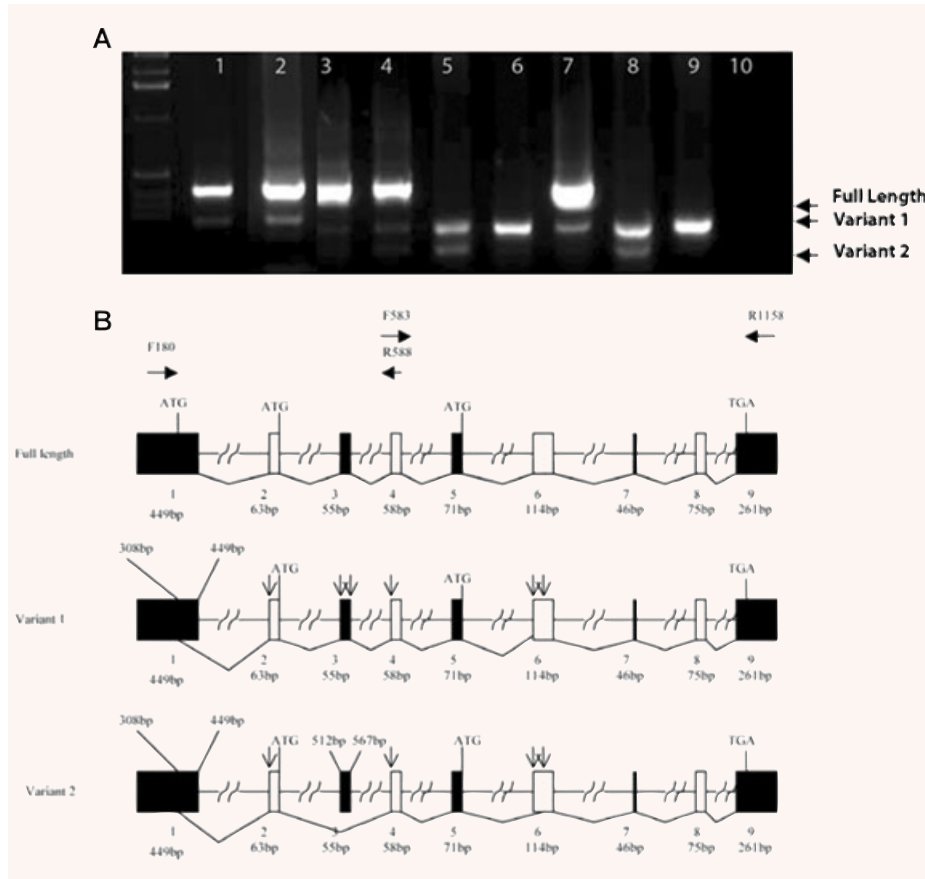 A
1 2 3 4 5 6 7 8 9 10
Full Length
Variant 1
Variant 2
B
F583
R1158
F180
R588
ATG ATG ATG TGA
Full length
1 2 3 4 5 6 7 8 9
449bp 63bp 55bp 58bp 71bp 114bp 46bp 75bp 261bp
308bp 449bp
ATG ATG TGA
Variant 1
1 2 3 4 5 6 7 8 9
449bp 63bp 55bp 58bp 71bp 114bp 46bp 75bp 261bp
308bp 449bp
ATG 512bp 567bp ATG TGA
Variant 2
1 2 3 4 5 6 7 8 9
449bp 63bp 55bp 58bp 71bp 114bp 46bp 75bp 261bp